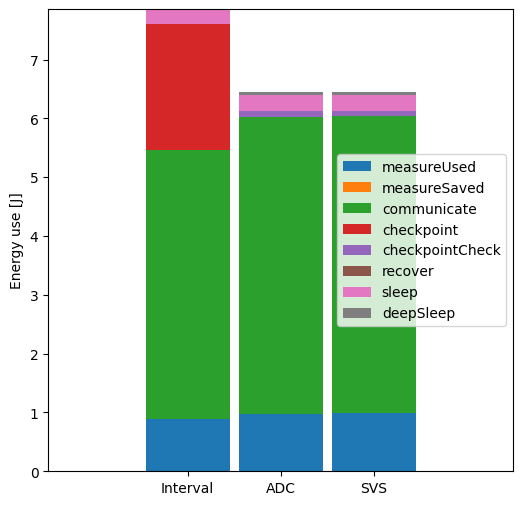 7
6
5
4
3
2
1
0
Energy use [J]
measureUsed
measureSaved
communicate
checkpoint
checkpointCheck
recover
sleep
deepSleep
Interval ADC SVS